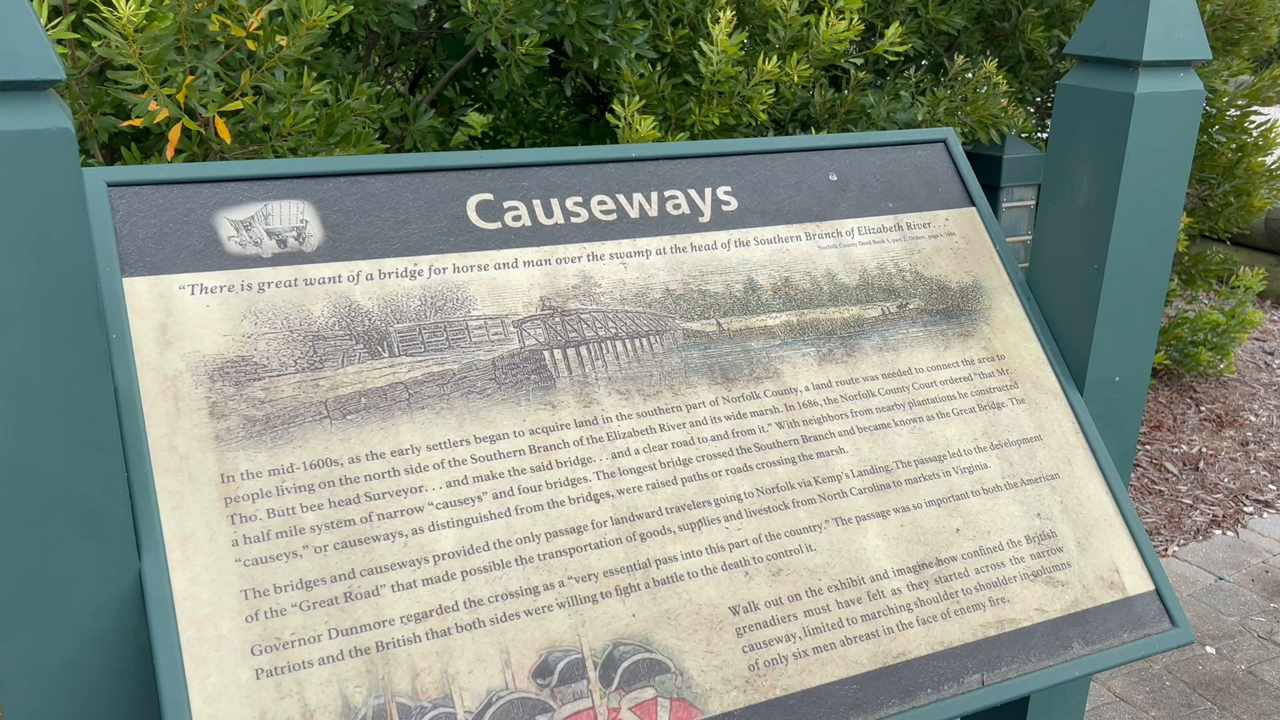 Causeways
"There is great want of a bridge for horse and man over the swamp at the head of the Southern Branch of Elizabeth River. . ."
Norfolk County Deed Book 5, part 2, Orders, page 4, 1686
In the mid-1600s, as the early settlers began to acquire land in the southern part of Norfolk County, a land route was needed to connect the area to
people living on the north side of the Southern Branch of the Elizabeth River and its wide marsh. In 1686, the Norfolk County Court ordered "that Mr.
Tho. Butt bee head Surveyor. . . and make the said bridge. . . and a clear road to and from it." With neighbors from nearby plantations he constructed
a half mile system of narrow "causeys" and four bridges. The longest bridge crossed the Southern Branch and became known as the Great Bridge. The
"causeys," or causeways, as distinguished from the bridges, were raised paths or roads crossing the marsh.
The bridges and causeways provided the only passage for landward travelers going to Norfolk via Kemp's Landing. The passage led to the development
of the "Great Road" that made possible the transportation of goods, supplies and livestock from North Carolina to markets in Virginia.
Governor Dunmore regarded the crossing as a "very essential pass into this part of the country." The passage was so important to both the American
Patriots and the British that both sides were willing to fight a battle to the death to control it.
Walk out on the exhibit and imagine how confined the British
grenadiers must have felt as they started across the narrow
causeway, limited to marching shoulder to shoulder in columns
of only six men abreast in the face of enemy fire.